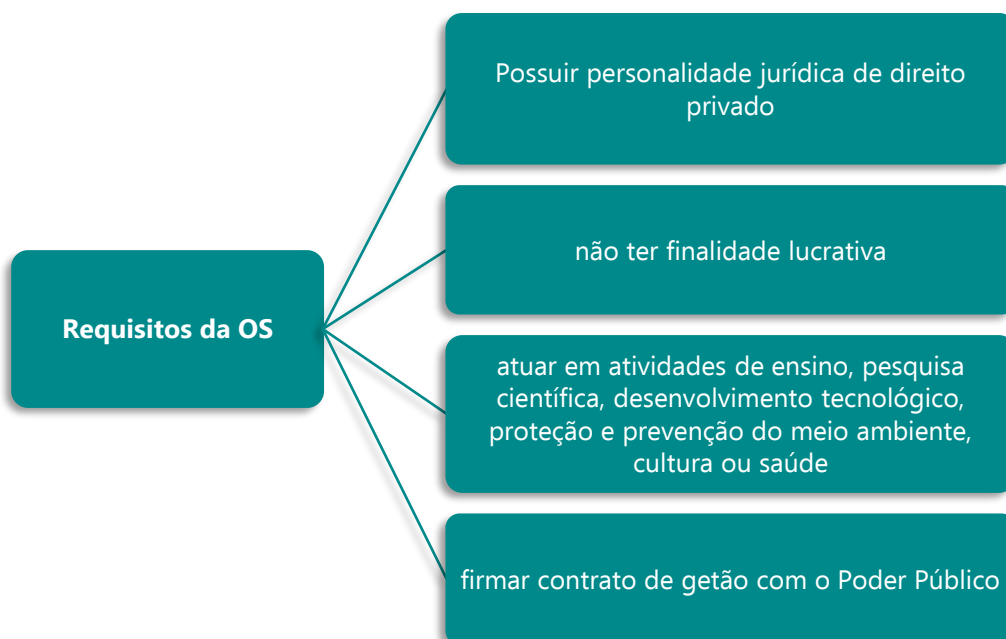 Possuir personalidade jurídica de direito
privado
não ter finalidade lucrativa
Requisitos da OS
atuar em atividades de ensino, pesquisa
científica, desenvolvimento tecnológico,
proteção e prevenção do meio ambiente,
cultura ou saúde
firmar contrato de getão com o Poder Público